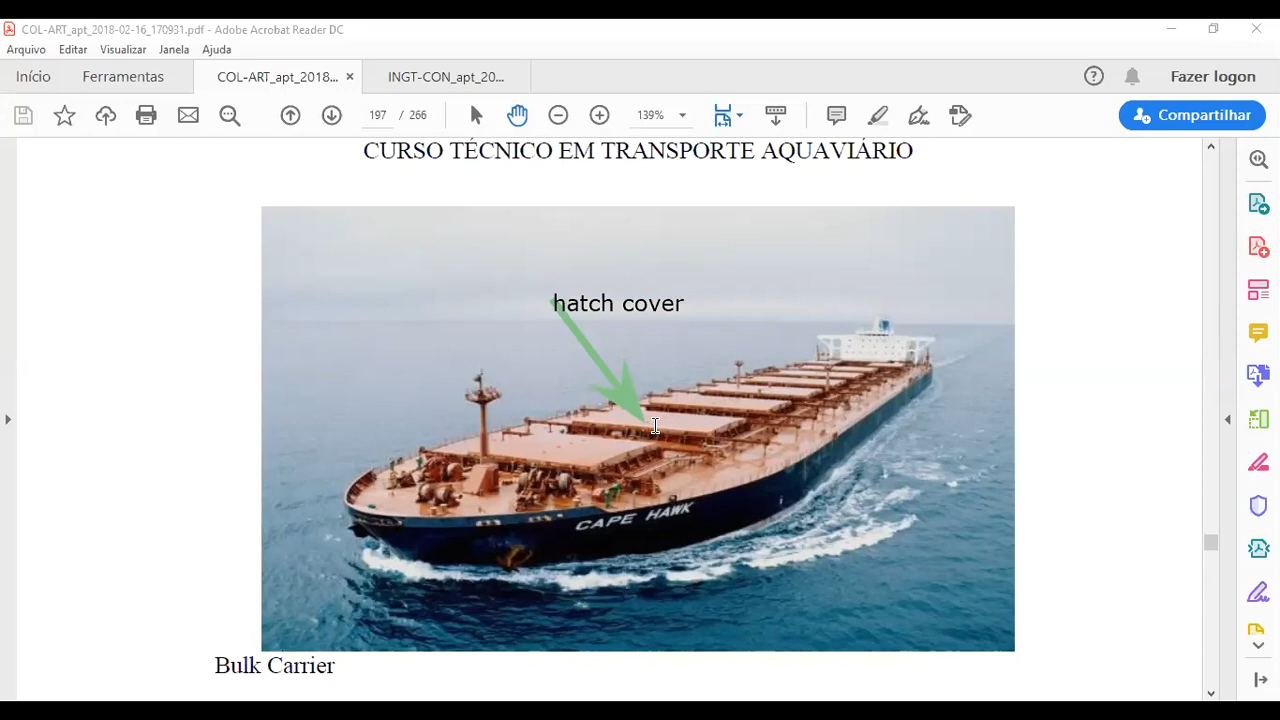 COL-ART_apt_2018-02-16_170931.pdf - Adobe Acrobat Reader DC
Arquivo Editar Visualizar Janela Ajuda
Início Ferramentas COL-ART_apt_2018... × INGT-CON_apt_20... Fazer logon
197 / 266 139% Compartilhar
CURSO TÉCNICO EM TRANSPORTE AQUAVIÁRIO
hatch cover
CAPE HAWK
Bulk Carrier